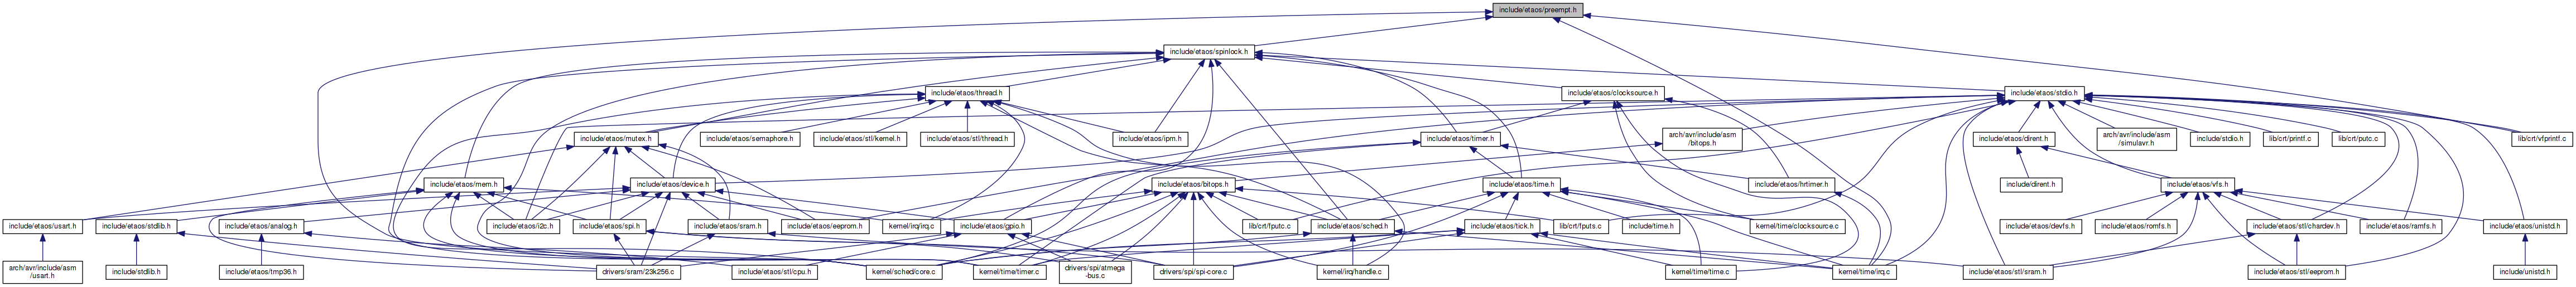 include/etaos/preempt.h
include/etaos/spinlock.h
include/etaos/thread.h
include/etaos/clocksource.h
include/etaos/stdio.h
include/etaos/mutex.h
include/etaos/semaphore.h
include/etaos/stl/kernel.h
include/etaos/stl/thread.h
include/etaos/ipm.h
include/etaos/timer.h
arch/avr/include/asm
/bitops.h
include/etaos/dirent.h
arch/avr/include/asm
/simulavr.h
include/stdio.h
lib/crt/printf.c
lib/crt/putc.c
lib/crt/vfprintf.c
include/etaos/mem.h
include/etaos/device.h
include/etaos/bitops.h
include/etaos/time.h
include/etaos/hrtimer.h
include/dirent.h
include/etaos/vfs.h
include/etaos/usart.h
include/etaos/stdlib.h
include/etaos/analog.h
include/etaos/i2c.h
include/etaos/spi.h
include/etaos/sram.h
include/etaos/eeprom.h
kernel/irq/irq.c
include/etaos/gpio.h
lib/crt/fputc.c
include/etaos/sched.h
include/etaos/tick.h
lib/crt/fputs.c
include/time.h
kernel/time/clocksource.c
include/etaos/devfs.h
include/etaos/romfs.h
include/etaos/stl/chardev.h
include/etaos/ramfs.h
include/etaos/unistd.h
arch/avr/include/asm
/usart.h
include/stdlib.h
include/etaos/tmp36.h
drivers/sram/23k256.c
include/etaos/stl/cpu.h
kernel/sched/core.c
kernel/time/timer.c
drivers/spi/atmega
-bus.c
drivers/spi/spi-core.c
kernel/irq/handle.c
kernel/time/time.c
kernel/time/irq.c
include/etaos/stl/sram.h
include/etaos/stl/eeprom.h
include/unistd.h